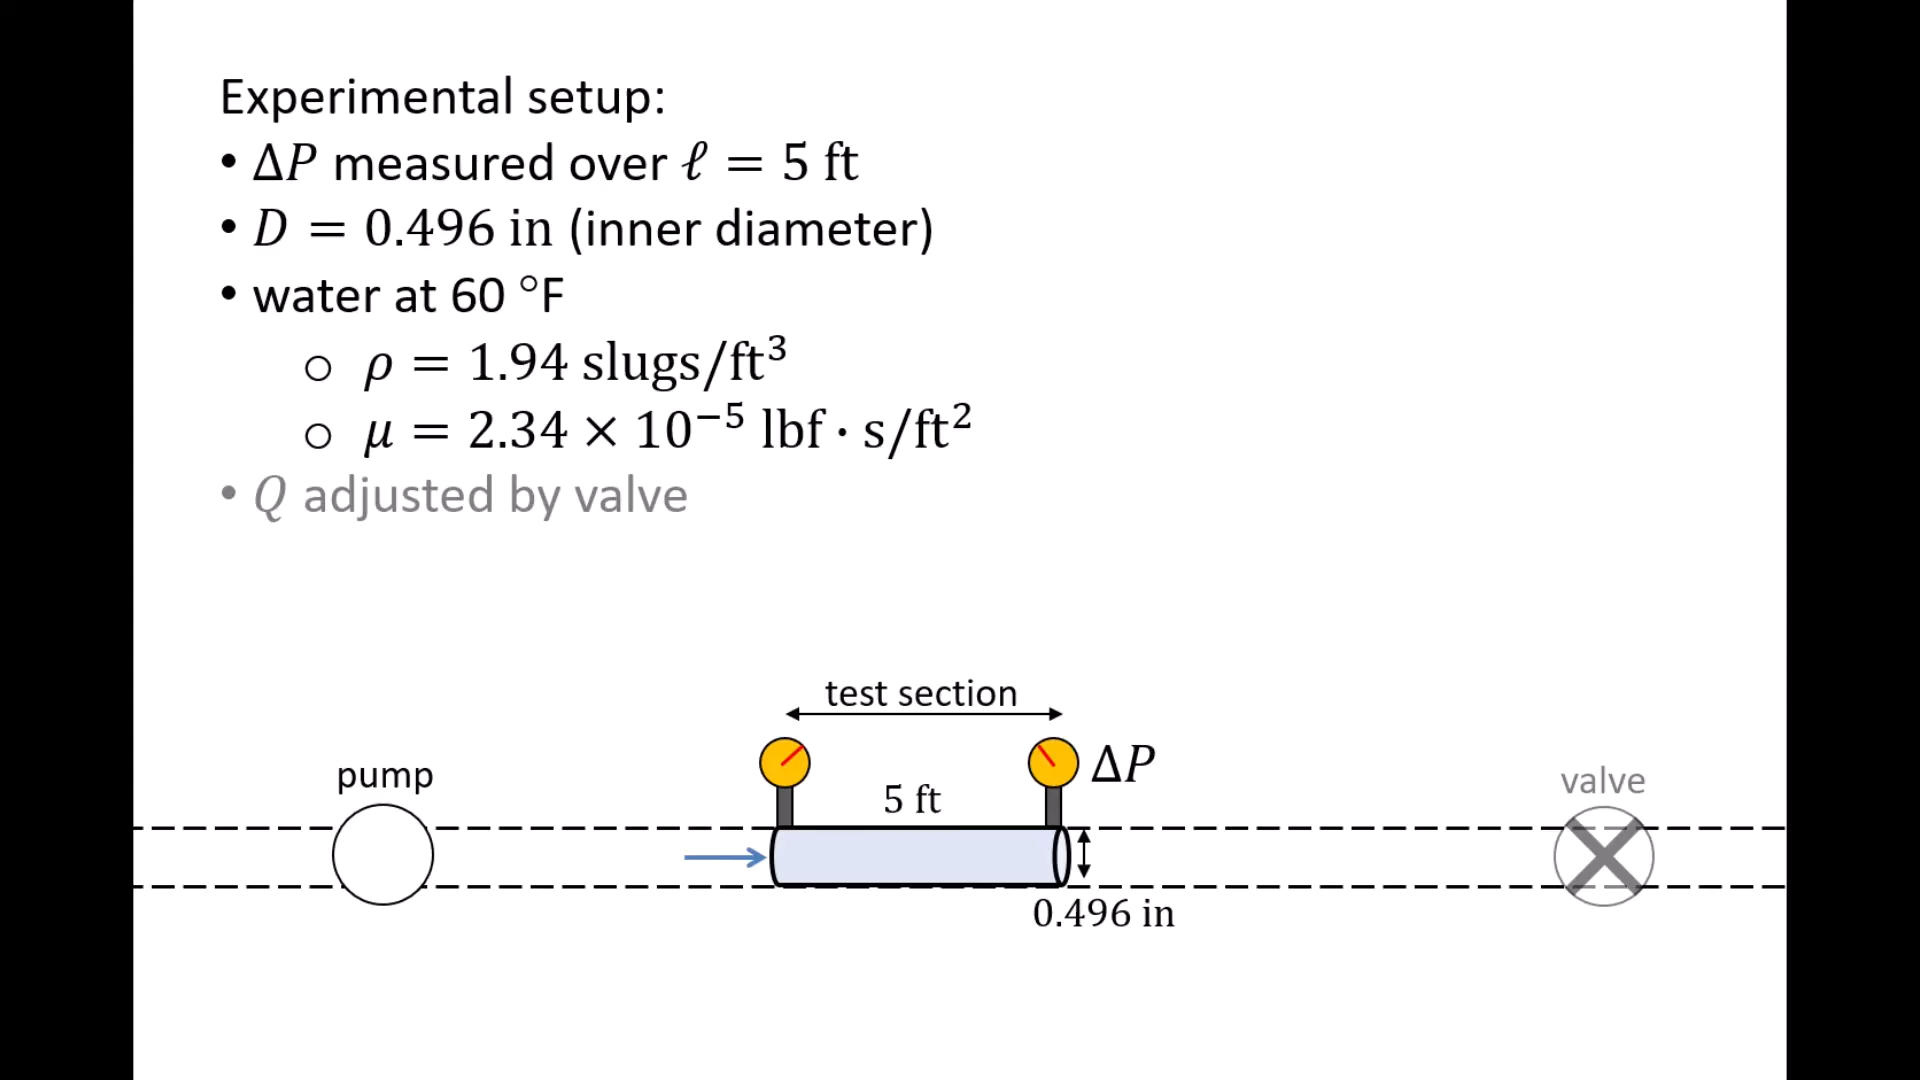 Experimental setup:
• ΔP measured over ℓ = 5 ft
• D = 0.496 in (inner diameter)
• water at 60 °F
○ ρ = 1.94 slugs/ft³
○ μ = 2.34 × 10⁻⁵ lbf · s/ft²
• Q adjusted by valve
test section
pump
5 ft
ΔP
valve
0.496 in